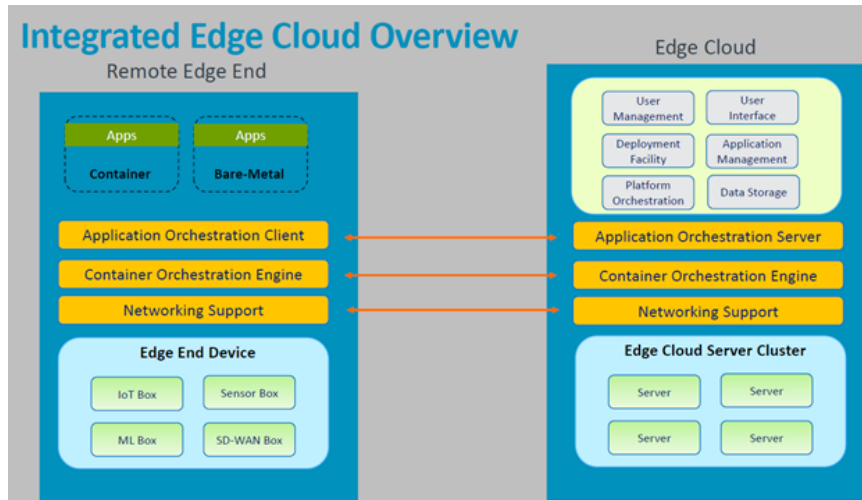 Integrated Edge Cloud Overview
Remote Edge End
Apps
Container
Apps
Bare-Metal
Application Orchestration Client
Container Orchestration Engine
Networking Support
Edge End Device
IoT Box
Sensor Box
ML Box
SD-WAN Box
Edge Cloud
User
Management
User
Interface
Deployment
Facility
Application
Management
Platform
Orchestration
Data Storage
Application Orchestration Server
Container Orchestration Engine
Networking Support
Edge Cloud Server Cluster
Server
Server
Server
Server